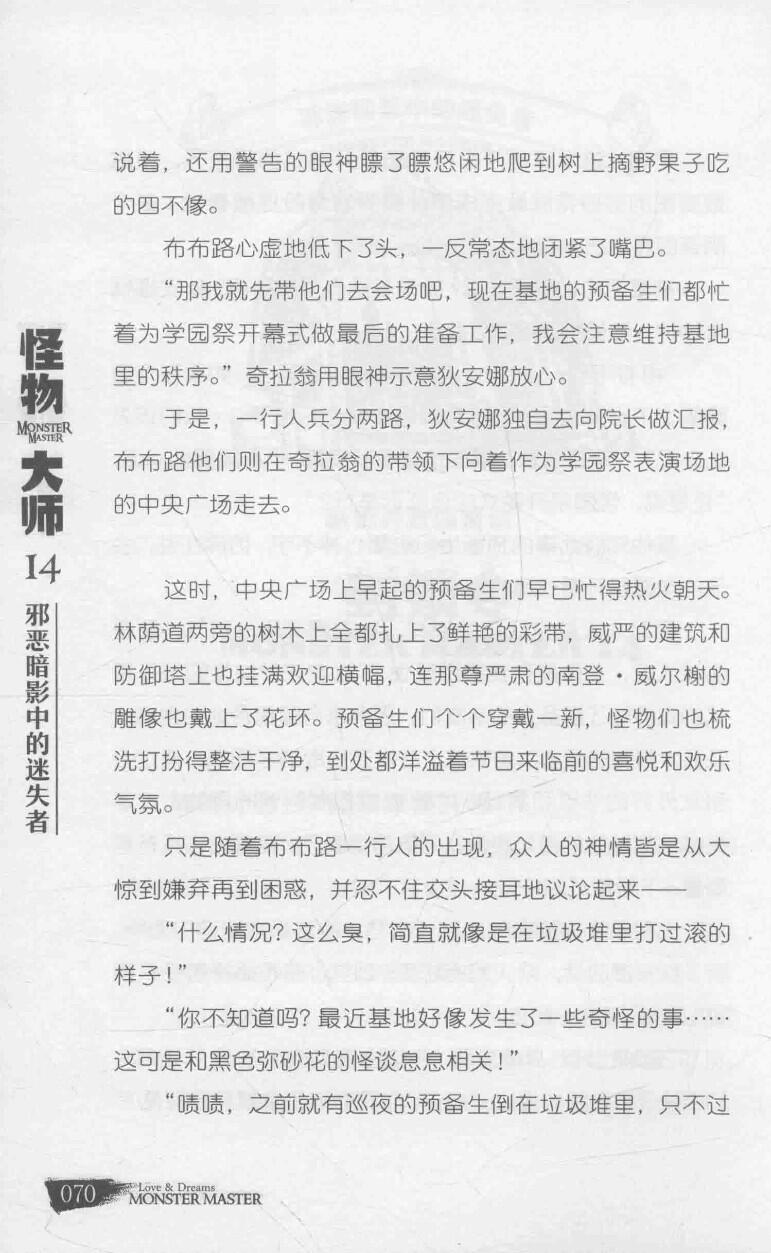 说着，还用警告的眼神瞟了瞟悠闲地爬到树上摘野果子吃
的四不像。
布布路心虚地低下了头，一反常态地闭紧了嘴巴。
“那我就先带他们去会场吧，现在基地的预备生们都忙
着为学园祭开幕式做最后的准备工作，我会注意维持基地
里的秩序。”奇拉翁用眼神示意狄安娜放心。
于是，一行人兵分两路，狄安娜独自去向院长做汇报，
布布路他们则在奇拉翁的带领下向着作为学园祭表演场地
的中央广场走去。
这时，中央广场上早起的预备生们早已忙得热火朝天。
林荫道两旁的树木上全都扎上了鲜艳的彩带，威严的建筑和
防御塔上也挂满欢迎横幅，连那尊严肃的南登·威尔榭的
雕像也戴上了花环。预备生们个个穿戴一新，怪物们也梳
洗打扮得整洁干净，到处都洋溢着节日来临前的喜悦和欢乐
气氛。
只是随着布布路一行人的出现，众人的神情皆是从大
惊到嫌弃再到困惑，并忍不住交头接耳地议论起来——
“什么情况？这么臭，简直就像是在垃圾堆里打过滚的
样子！”
“你不知道吗？最近基地好像发生了一些奇怪的事……
这可是和黑色弥砂花的怪谈息息相关！”
“啧啧，之前就有巡夜的预备生倒在垃圾堆里，只不过
怪物
MONSTER
MASTER
大师
14
邪恶暗影中的迷失者
070
Love & Dreams
MONSTER MASTER